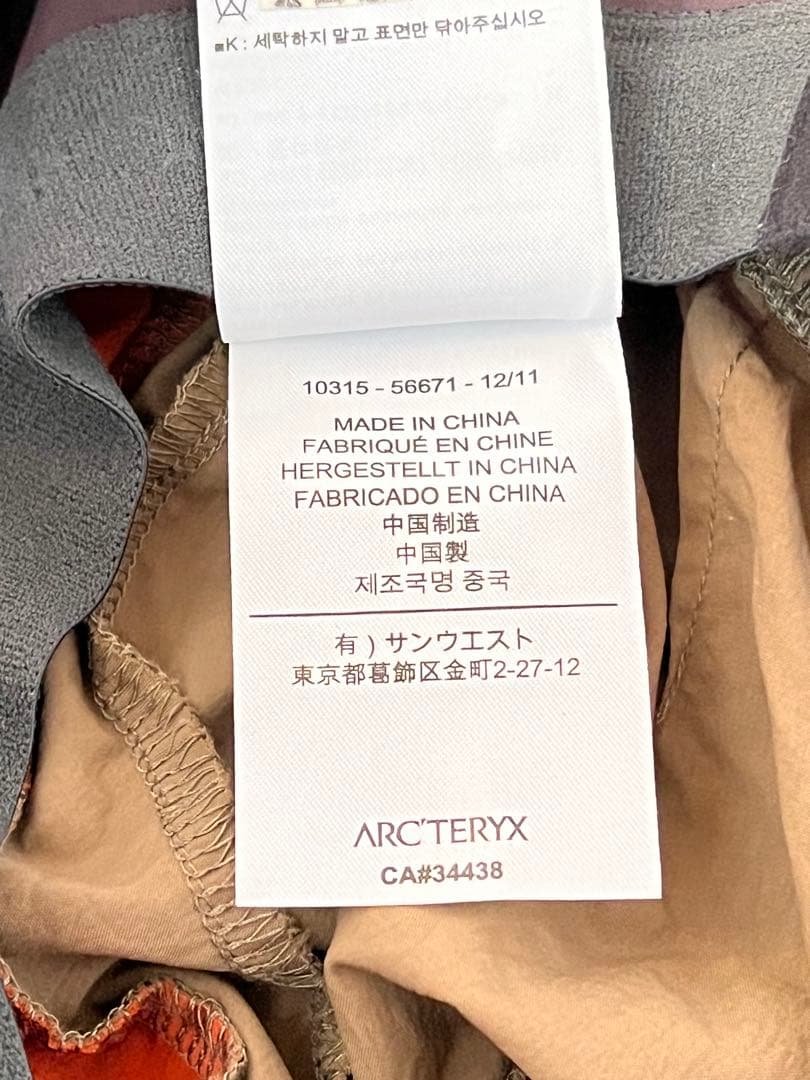 K : 세탁하지 말고 표면만 닦아주십시오
10315 - 56671 - 12/11
MADE IN CHINA
FABRIQUÉ EN CHINE
HERGESTELLT IN CHINA
FABRICADO EN CHINA
中国制造
中国製
제조국명 중국
有 ) サンウエスト
東京都葛飾区金町2-27-12
ARC'TERYX
CA#34438